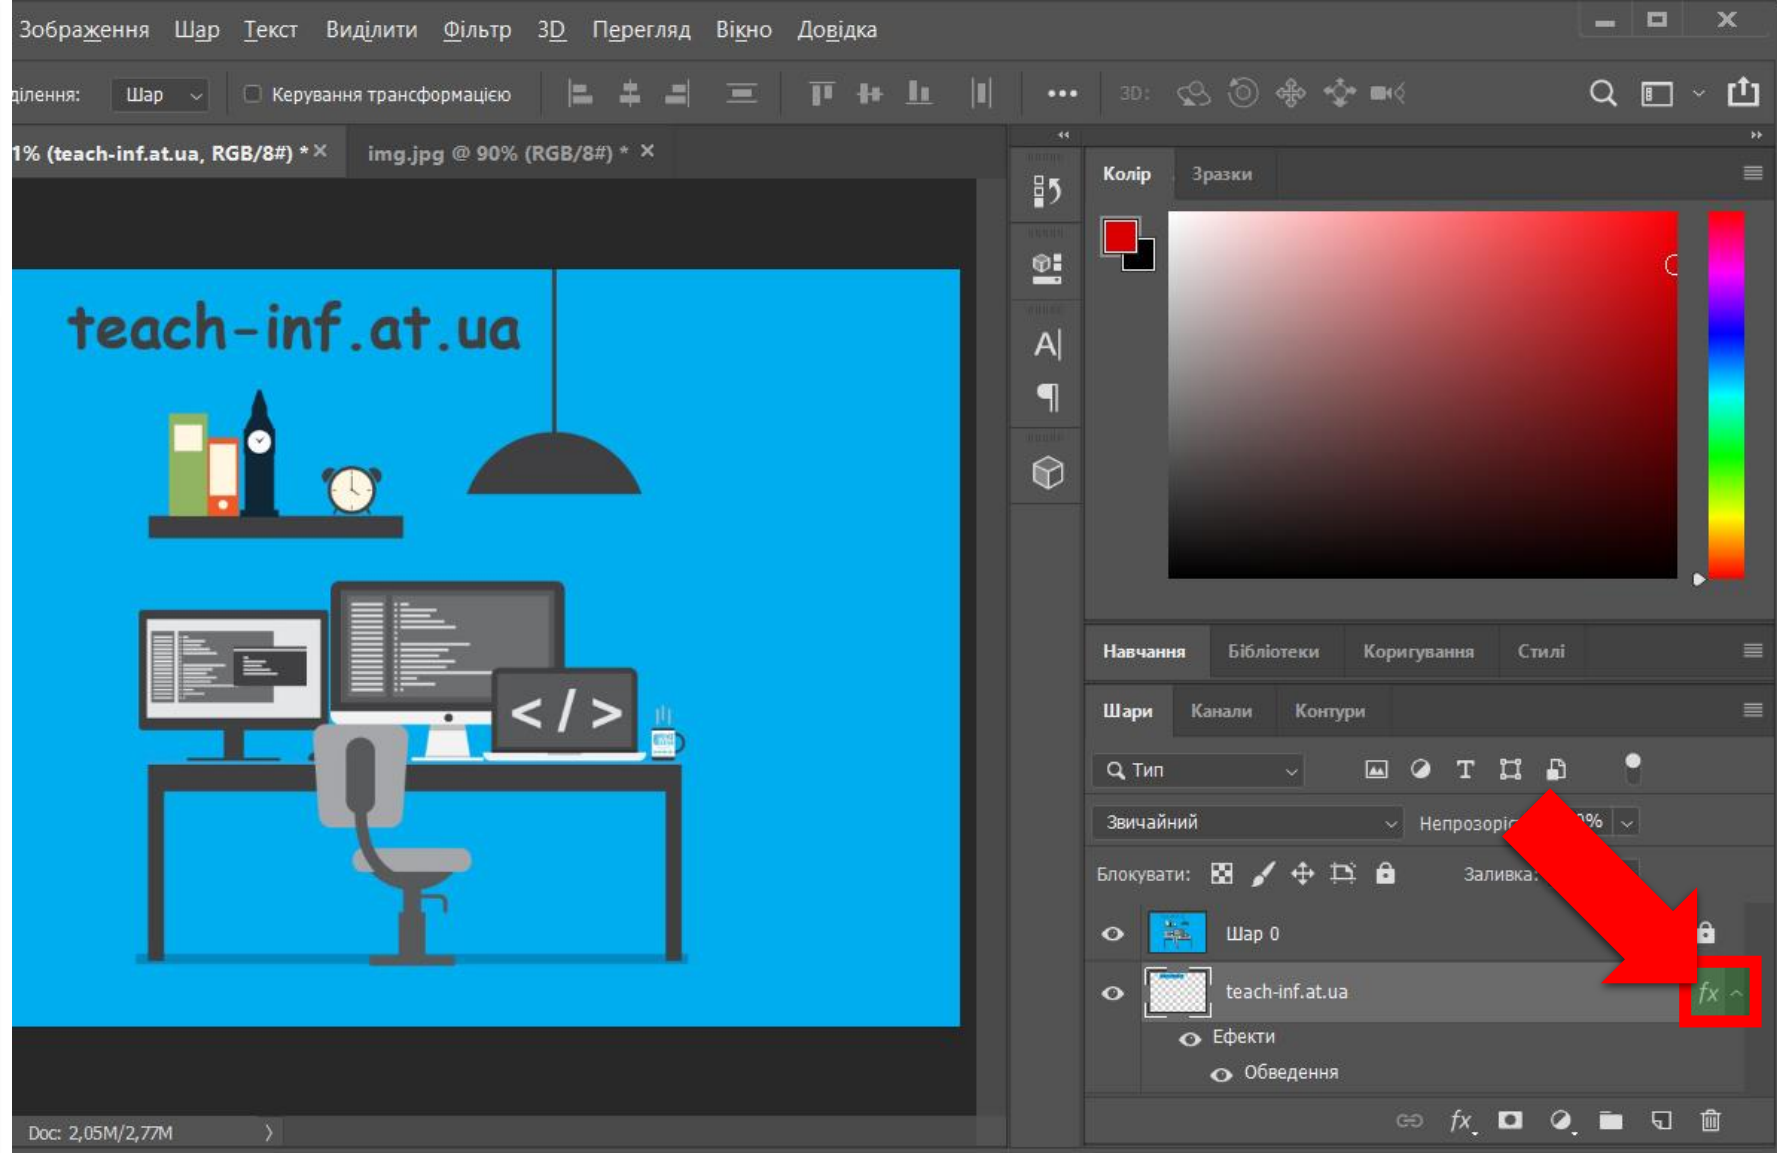 Зображення Шар Текст Виділити Фільтр 3D Перегляд Вікно Довідка
ділення: Шар Керування трансформацією 3D:
1% (teach-inf.at.ua, RGB/8#) * × img.jpg @ 90% (RGB/8#) * ×
Колір Зразки
teach-inf.at.ua
</>
Навчання Бібліотеки Коригування Стилі
Шари Канали Контури
Тип
Звичайний %
Блокувати: Заливка:
Шар 0
teach-inf.at.ua fx
Ефекти
Обведення
fx
Doc: 2,05M/2,77M